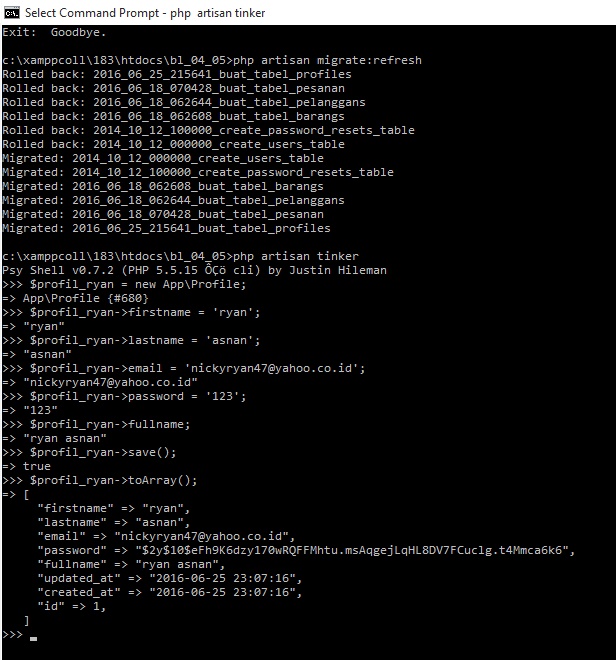 Select Command Prompt - php  artisan tinker
Exit:  Goodbye.
c:\xamppcoll\183\htdocs\bl_04_05>php artisan migrate:refresh
Rolled back: 2016_06_25_215641_buat_tabel_profiles
Rolled back: 2016_06_18_070428_buat_tabel_pesanan
Rolled back: 2016_06_18_062644_buat_tabel_pelanggans
Rolled back: 2016_06_18_062608_buat_tabel_barangs
Rolled back: 2014_10_12_100000_create_password_resets_table
Rolled back: 2014_10_12_000000_create_users_table
Migrated: 2014_10_12_000000_create_users_table
Migrated: 2014_10_12_100000_create_password_resets_table
Migrated: 2016_06_18_062608_buat_tabel_barangs
Migrated: 2016_06_18_062644_buat_tabel_pelanggans
Migrated: 2016_06_18_070428_buat_tabel_pesanan
Migrated: 2016_06_25_215641_buat_tabel_profiles
c:\xamppcoll\183\htdocs\bl_04_05>php artisan tinker
Psy Shell v0.7.2 (PHP 5.5.15 ÔÇö cli) by Justin Hileman
>>> $profil_ryan = new App\Profile;
=> App\Profile {#680}
>>> $profil_ryan->firstname = 'ryan';
=> "ryan"
>>> $profil_ryan->lastname = 'asnan';
=> "asnan"
>>> $profil_ryan->email = 'nickyryan47@yahoo.co.id';
=> "nickyryan47@yahoo.co.id"
>>> $profil_ryan->password = '123';
=> "123"
>>> $profil_ryan->fullname;
=> "ryan asnan"
>>> $profil_ryan->save();
=> true
>>> $profil_ryan->toArray();
=> [
     "firstname" => "ryan",
     "lastname" => "asnan",
     "email" => "nickyryan47@yahoo.co.id",
     "password" => "$2y$10$eFh9K6dzy170wRQFFMhtu.msAqgejLqHL8DV7FCuclg.t4Mmca6k6",
     "fullname" => "ryan asnan",
     "updated_at" => "2016-06-25 23:07:16",
     "created_at" => "2016-06-25 23:07:16",
     "id" => 1,
   ]
>>>